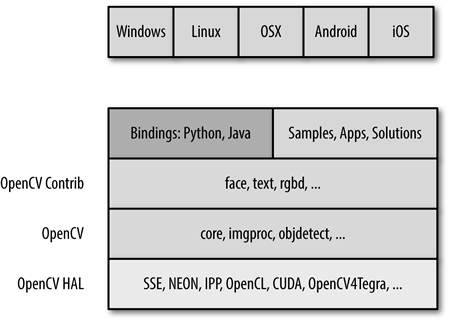 Windows Linux OSX Android iOS
Bindings: Python, Java Samples, Apps, Solutions
OpenCV Contrib face, text, rgbd, ...
OpenCV core, imgproc, objdetect, ...
OpenCV HAL SSE, NEON, IPP, OpenCL, CUDA, OpenCV4Tegra, ...